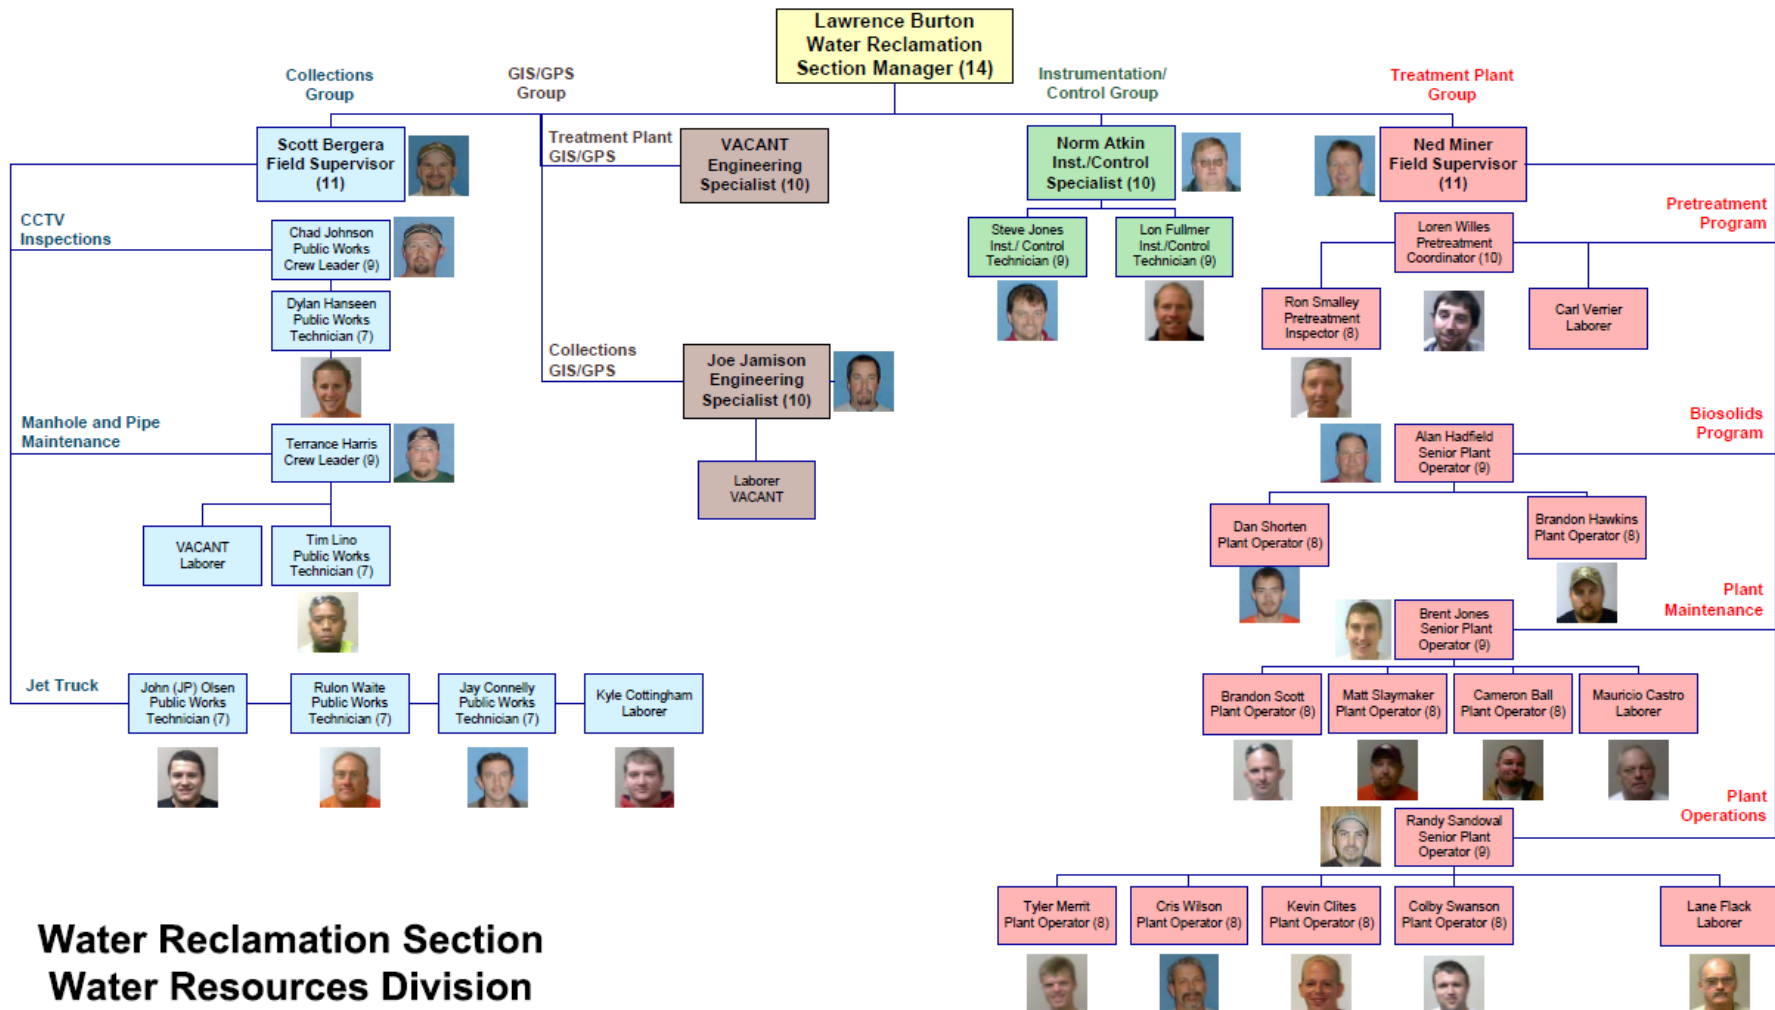 Lawrence Burton
Water Reclamation
Section Manager (14)
Collections
Group
GIS/GPS
Group
Instrumentation/
Control Group
Treatment Plant
Group
Scott Bergera
Field Supervisor
(11)
Treatment Plant
GIS/GPS
VACANT
Engineering
Specialist (10)
Norm Atkin
Inst./Control
Specialist (10)
Ned Miner
Field Supervisor
(11)
CCTV
Inspections
Chad Johnson
Public Works
Crew Leader (9)
Dylan Hanseen
Public Works
Technician (7)
Steve Jones
Inst./ Control
Technician (9)
Lon Fullmer
Inst./Control
Technician (9)
Pretreatment
Program
Loren Willes
Pretreatment
Coordinator (10)
Ron Smalley
Pretreatment
Inspector (8)
Carl Verrier
Laborer
Collections
GIS/GPS
Joe Jamison
Engineering
Specialist (10)
Laborer
VACANT
Manhole and Pipe
Maintenance
Terrance Harris
Crew Leader (9)
VACANT
Laborer
Tim Lino
Public Works
Technician (7)
Biosolids
Program
Alan Hadfield
Senior Plant
Operator (9)
Dan Shorten
Plant Operator (8)
Brandon Hawkins
Plant Operator (8)
Plant
Maintenance
Brent Jones
Senior Plant
Operator (9)
Jet Truck
John (JP) Olsen
Public Works
Technician (7)
Rulon Waite
Public Works
Technician (7)
Jay Connelly
Public Works
Technician (7)
Kyle Cottingham
Laborer
Brandon Scott
Plant Operator (8)
Matt Slaymaker
Plant Operator (8)
Cameron Ball
Plant Operator (8)
Mauricio Castro
Laborer
Plant
Operations
Randy Sandoval
Senior Plant
Operator (9)
Tyler Merrit
Plant Operator (8)
Cris Wilson
Plant Operator (8)
Kevin Clites
Plant Operator (8)
Colby Swanson
Plant Operator (8)
Lane Flack
Laborer
Water Reclamation Section
Water Resources Division